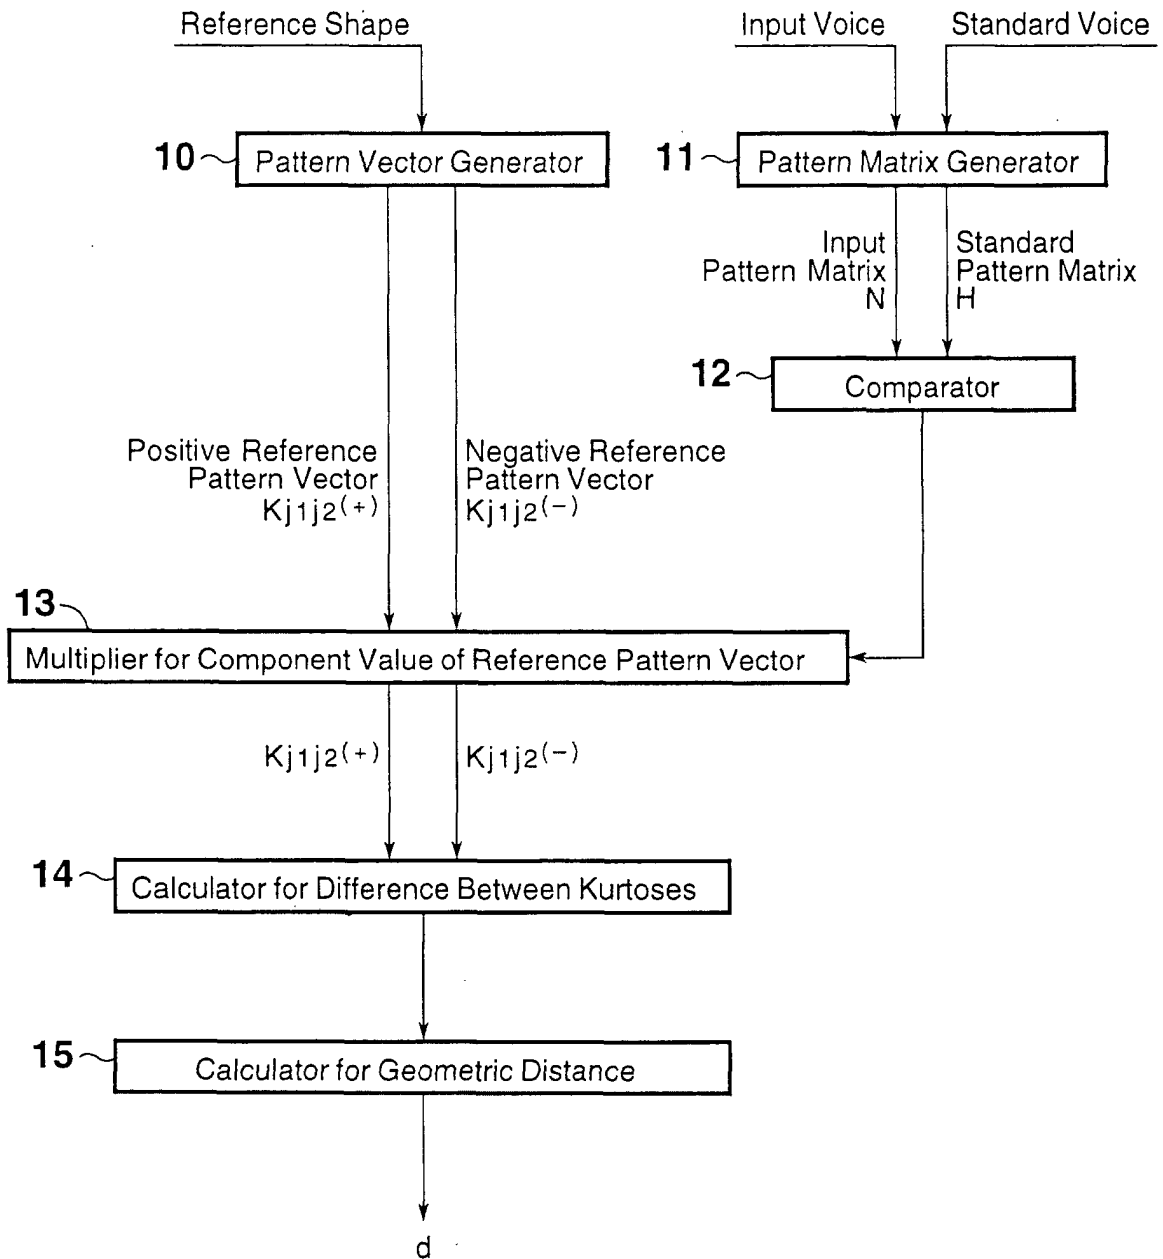 Reference Shape
Input Voice
Standard Voice
10
Pattern Vector Generator
11
Pattern Matrix Generator
Input
Pattern Matrix
N
Standard
Pattern Matrix
H
12
Comparator
Positive Reference
Pattern Vector
Kj1j2(+)
Negative Reference
Pattern Vector
Kj1j2(−)
13
Multiplier for Component Value of Reference Pattern Vector
Kj1j2(+)
Kj1j2(−)
14
Calculator for Difference Between Kurtoses
15
Calculator for Geometric Distance
d